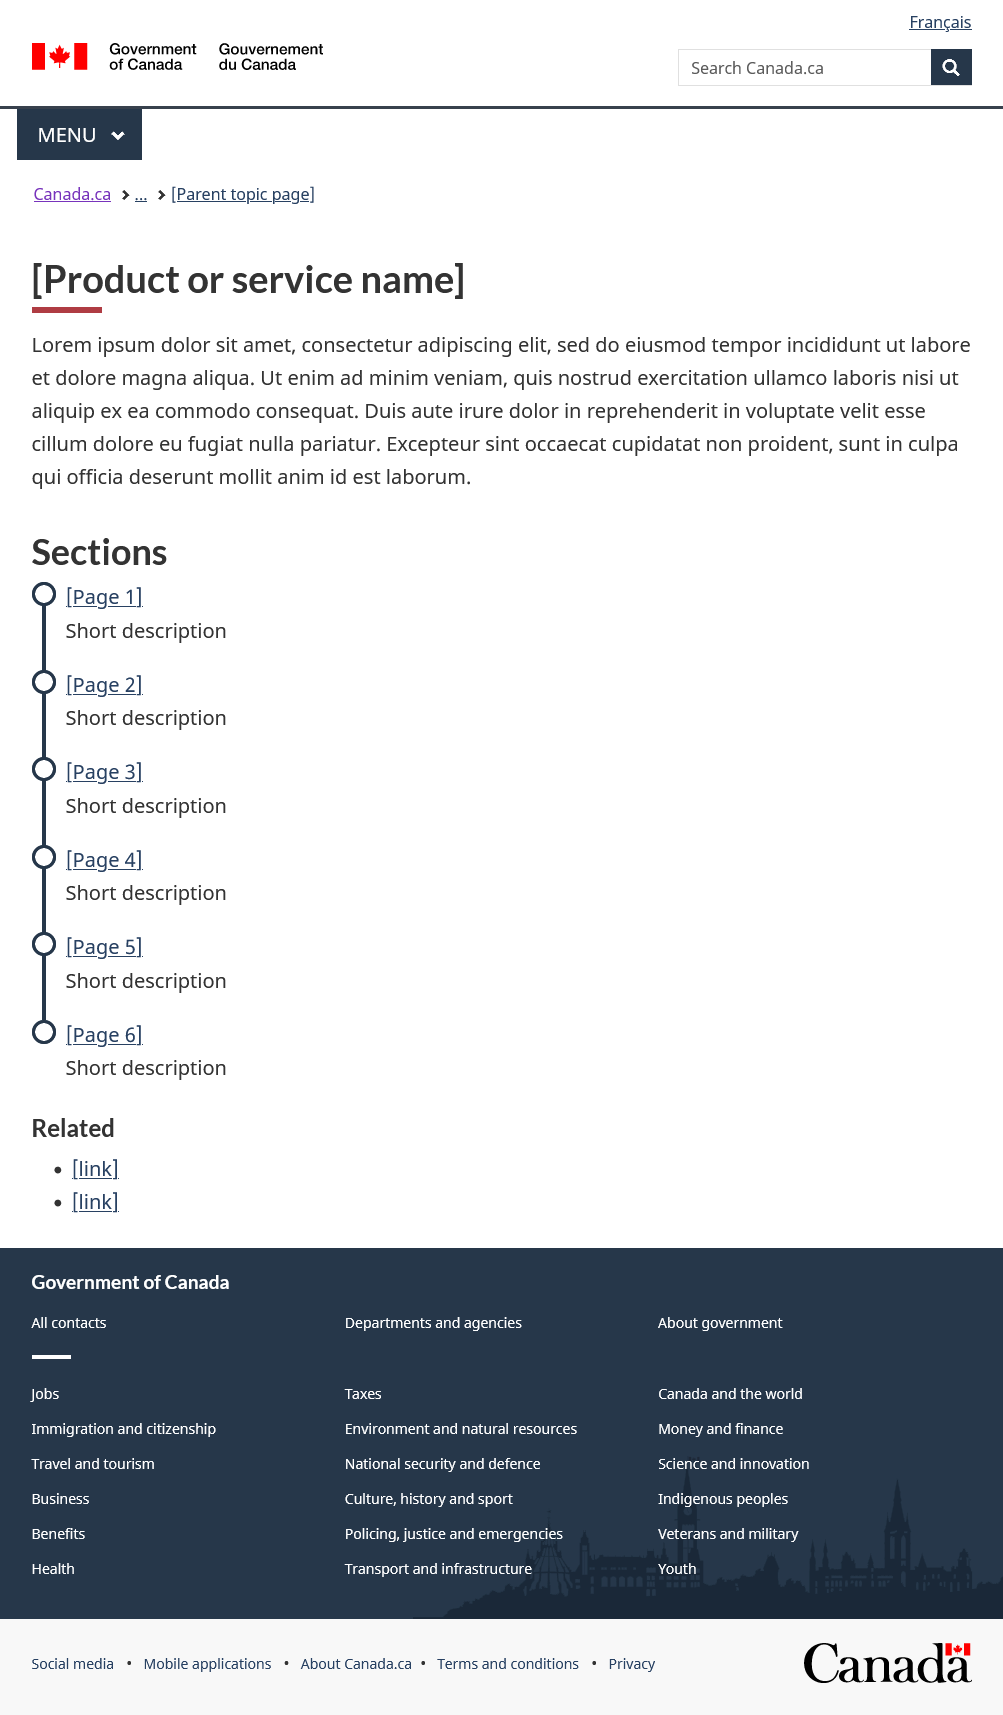 Français
Government
of Canada
Gouvernement
du Canada
Search Canada.ca
MENU
Canada.ca ... [Parent topic page]
[Product or service name]
Lorem ipsum dolor sit amet, consectetur adipiscing elit, sed do eiusmod tempor incididunt ut labore
et dolore magna aliqua. Ut enim ad minim veniam, quis nostrud exercitation ullamco laboris nisi ut
aliquip ex ea commodo consequat. Duis aute irure dolor in reprehenderit in voluptate velit esse
cillum dolore eu fugiat nulla pariatur. Excepteur sint occaecat cupidatat non proident, sunt in culpa
qui officia deserunt mollit anim id est laborum.
Sections
[Page 1]
Short description
[Page 2]
Short description
[Page 3]
Short description
[Page 4]
Short description
[Page 5]
Short description
[Page 6]
Short description
Related
• [link]
• [link]
Government of Canada
All contacts
Departments and agencies
About government
Jobs
Taxes
Canada and the world
Immigration and citizenship
Environment and natural resources
Money and finance
Travel and tourism
National security and defence
Science and innovation
Business
Culture, history and sport
Indigenous peoples
Benefits
Policing, justice and emergencies
Veterans and military
Health
Transport and infrastructure
Youth
Social media • Mobile applications • About Canada.ca • Terms and conditions • Privacy
Canada